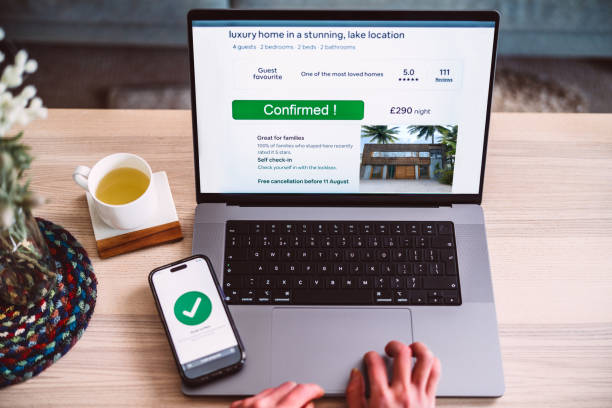 luxury home in a stunning, lake location
4 guests · 2 bedrooms · 2 beds · 2 bathrooms
Guest favourite
One of the most loved homes
5.0
★★★★★
111
Reviews
Confirmed !
£290 night
Great for families
100% of families who stayed here recently
rated it 5 stars.
Self check-in
Check yourself in with the lockbox.
Free cancellation before 11 August